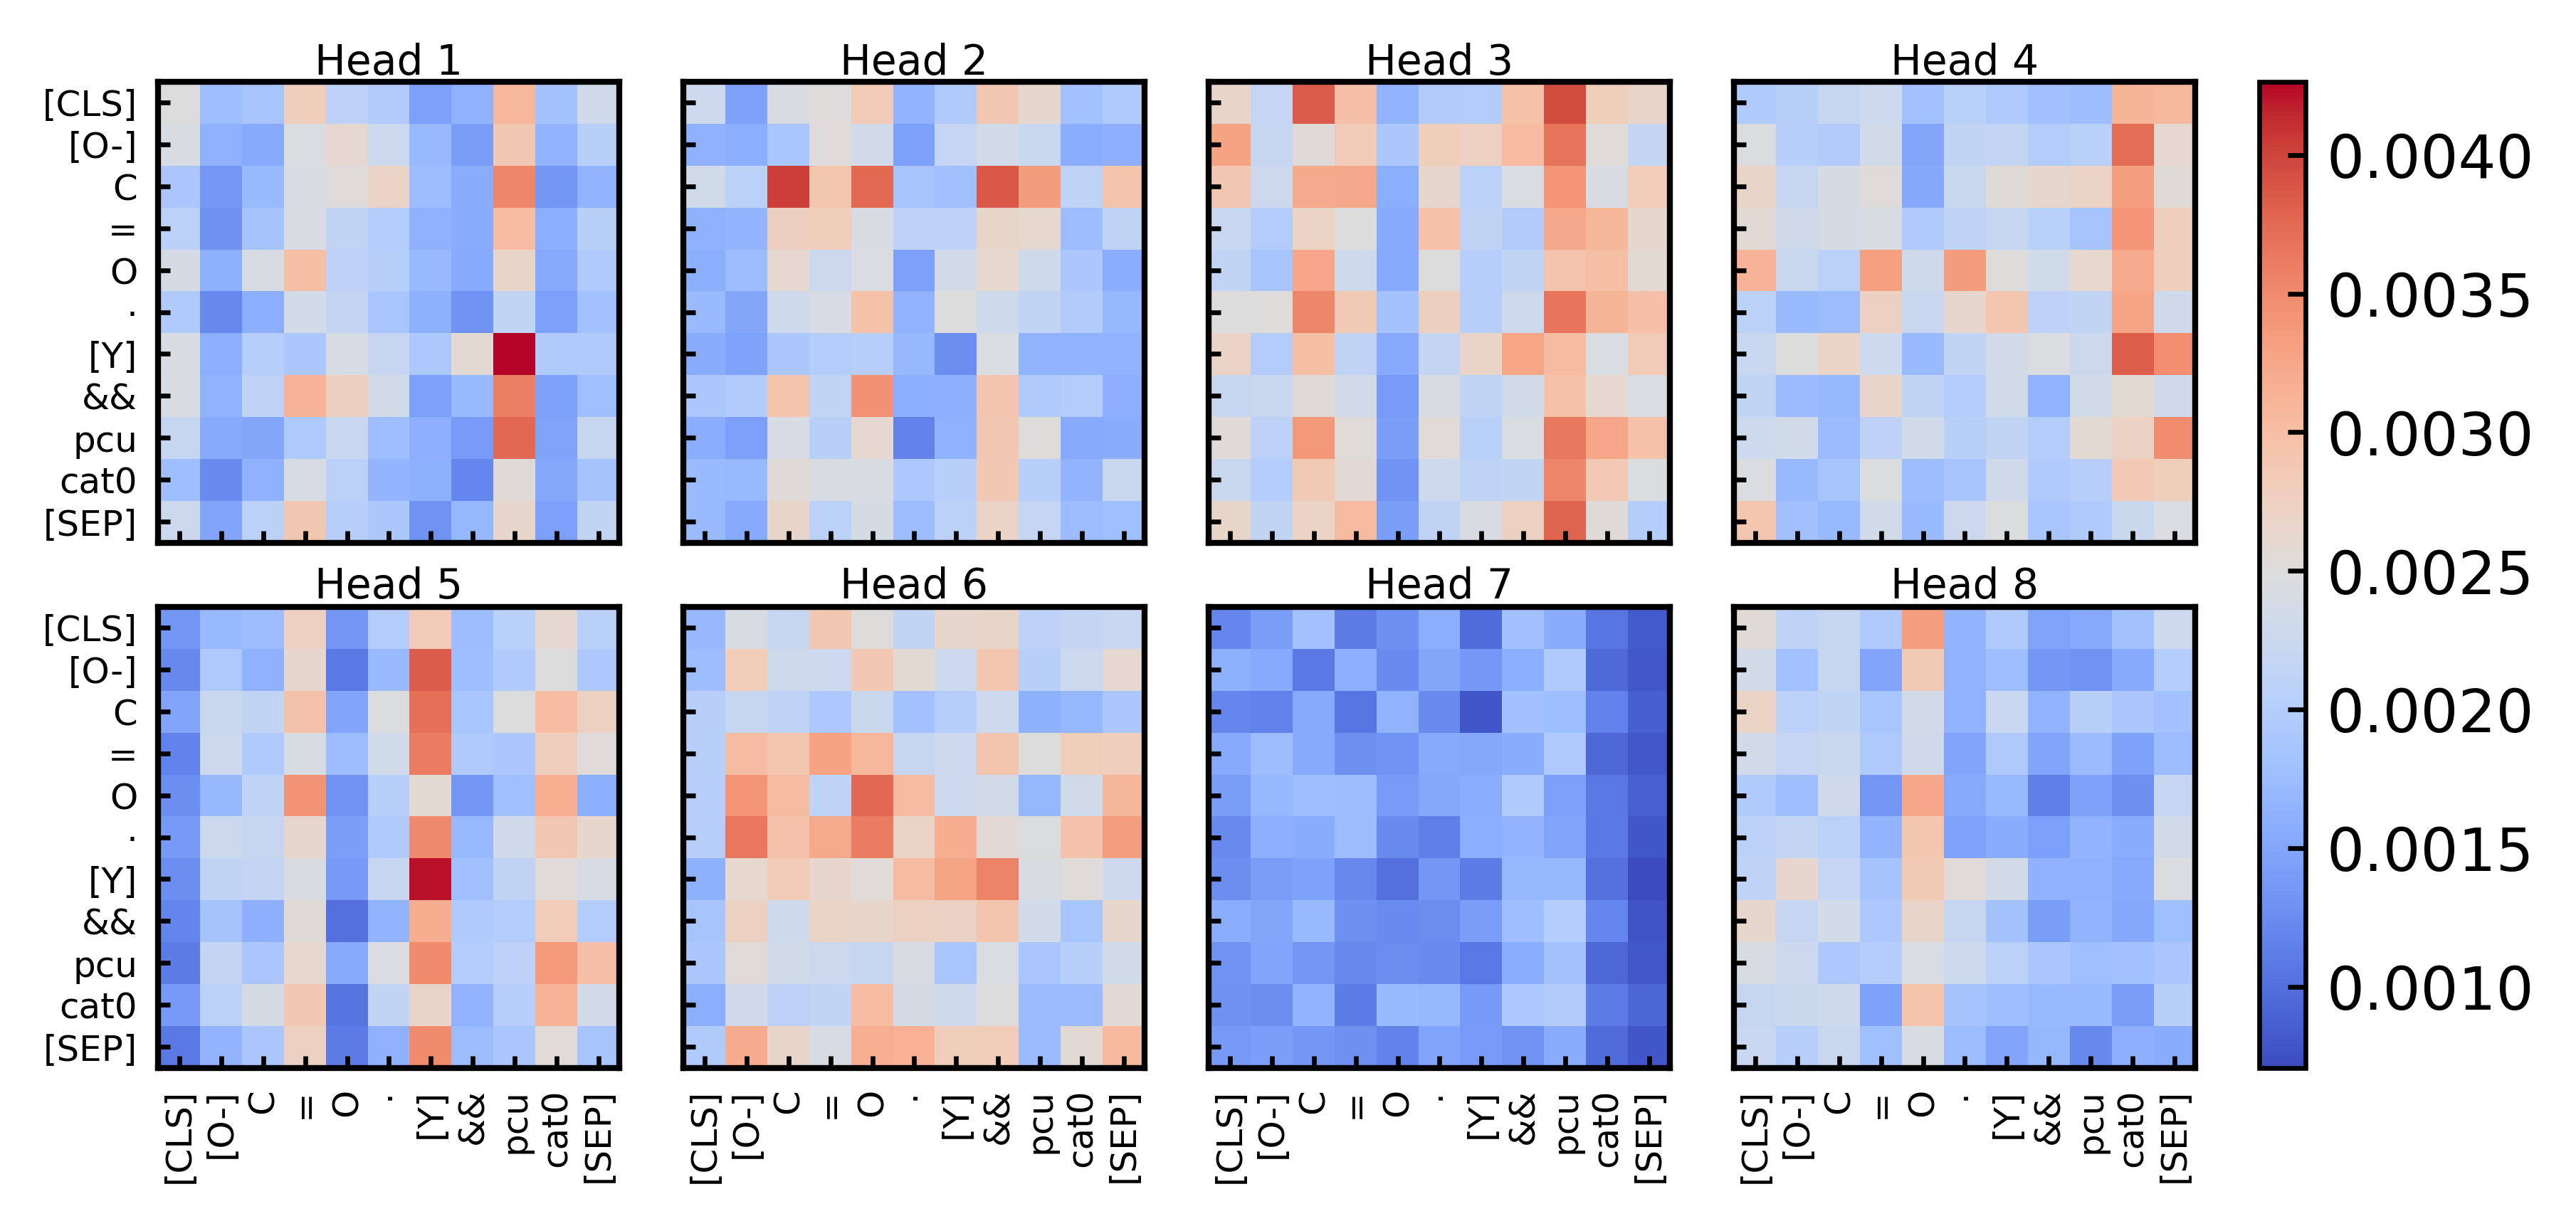 Head 1 Head 2 Head 3 Head 4
[CLS]
[O-]
C
=
O
.
[Y]
&&
pcu
cat0
[SEP]
0.0040
0.0035
0.0030
0.0025
0.0020
0.0015
0.0010
Head 5 Head 6 Head 7 Head 8
[CLS]
[O-]
C
=
O
.
[Y]
&&
pcu
cat0
[SEP]
[CLS] [O-] C = O . [Y] && pcu cat0 [SEP]
[CLS] [O-] C = O . [Y] && pcu cat0 [SEP]
[CLS] [O-] C = O . [Y] && pcu cat0 [SEP]
[CLS] [O-] C = O . [Y] && pcu cat0 [SEP]